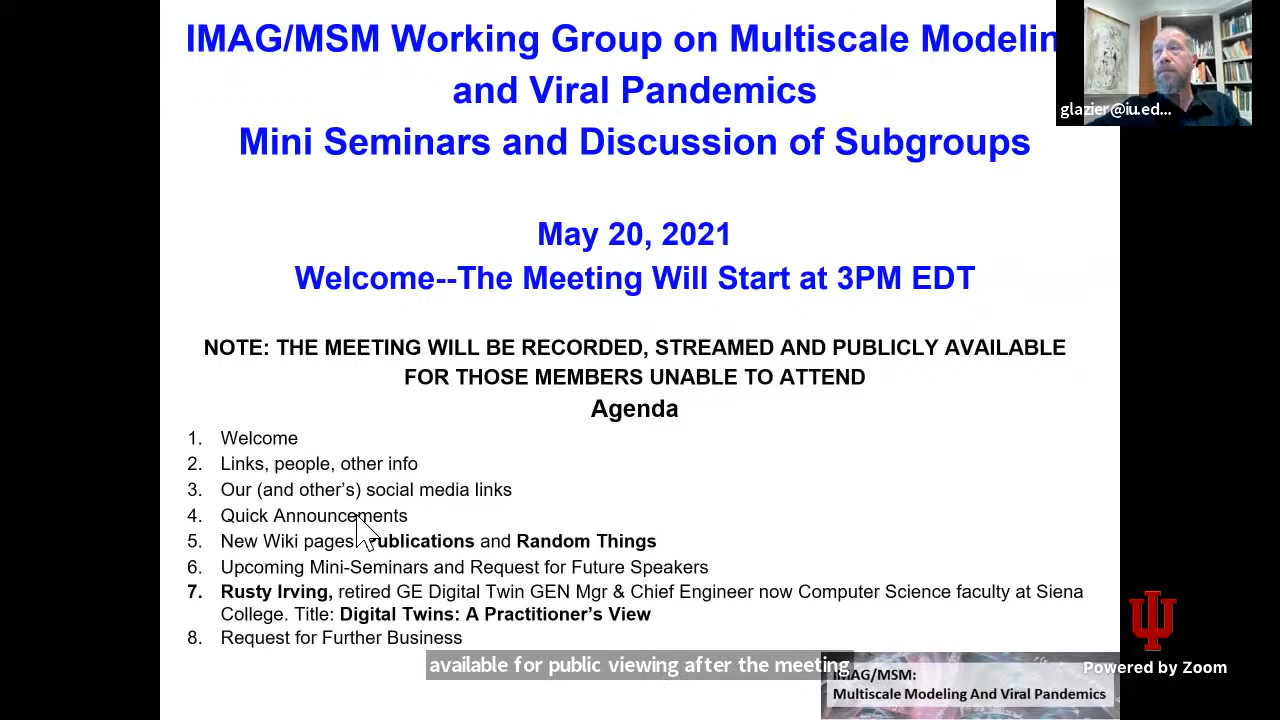 IMAG/MSM Working Group on Multiscale Modelin
and Viral Pandemics
Mini Seminars and Discussion of Subgroups
glazier@iu.ed...
May 20, 2021
Welcome--The Meeting Will Start at 3PM EDT
NOTE: THE MEETING WILL BE RECORDED, STREAMED AND PUBLICLY AVAILABLE
FOR THOSE MEMBERS UNABLE TO ATTEND
Agenda
1. Welcome
2. Links, people, other info
3. Our (and other's) social media links
4. Quick Announcements
5. New Wiki pages: Publications and Random Things
6. Upcoming Mini-Seminars and Request for Future Speakers
7. Rusty Irving, retired GE Digital Twin GEN Mgr & Chief Engineer now Computer Science faculty at Siena
College. Title: Digital Twins: A Practitioner's View
8. Request for Further Business
available for public viewing after the meeting
IMAG/MSM:
Multiscale Modeling And Viral Pandemics
Powered by Zoom